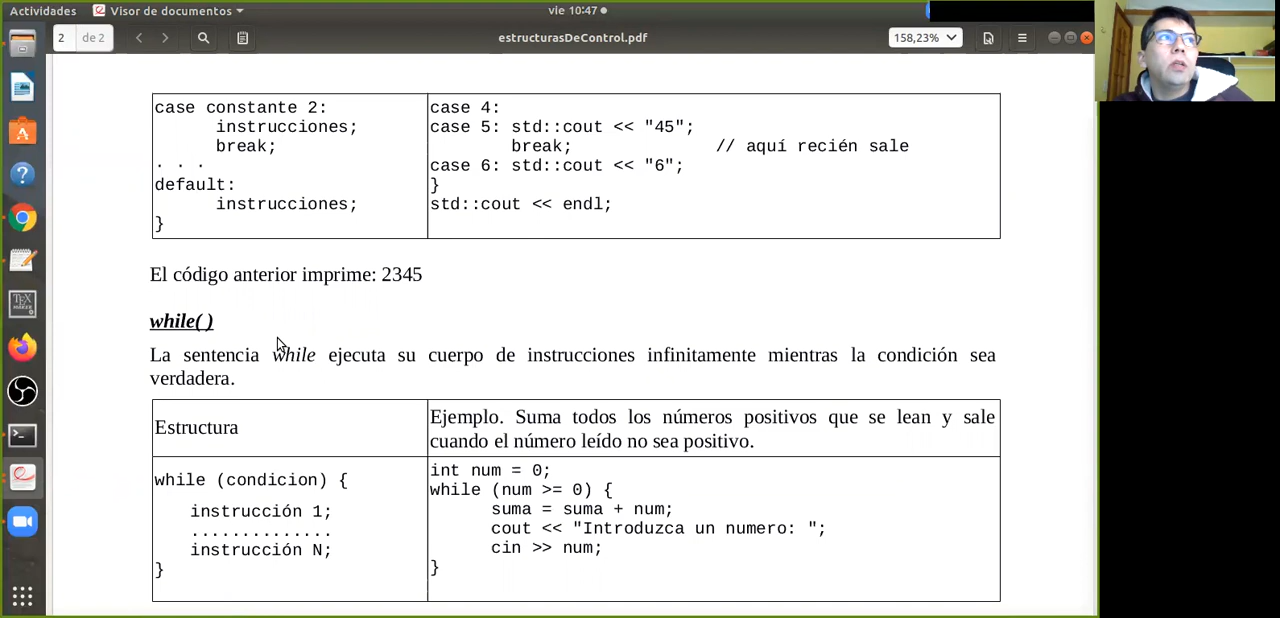 Actividades
Visor de documentos
vie 10:47
2
de 2
estructurasDeControl.pdf
158,23%
case constante 2:
instrucciones;
break;
. . .
default:
instrucciones;
}
case 4:
case 5: std::cout << "45";
break; // aquí recién sale
case 6: std::cout << "6";
}
std::cout << endl;
El código anterior imprime: 2345
while( )
La sentencia while ejecuta su cuerpo de instrucciones infinitamente mientras la condición sea
verdadera.
Estructura
Ejemplo. Suma todos los números positivos que se lean y sale
cuando el número leído no sea positivo.
while (condicion) {
instrucción 1;
..............
instrucción N;
}
int num = 0;
while (num >= 0) {
suma = suma + num;
cout << "Introduzca un numero: ";
cin >> num;
}